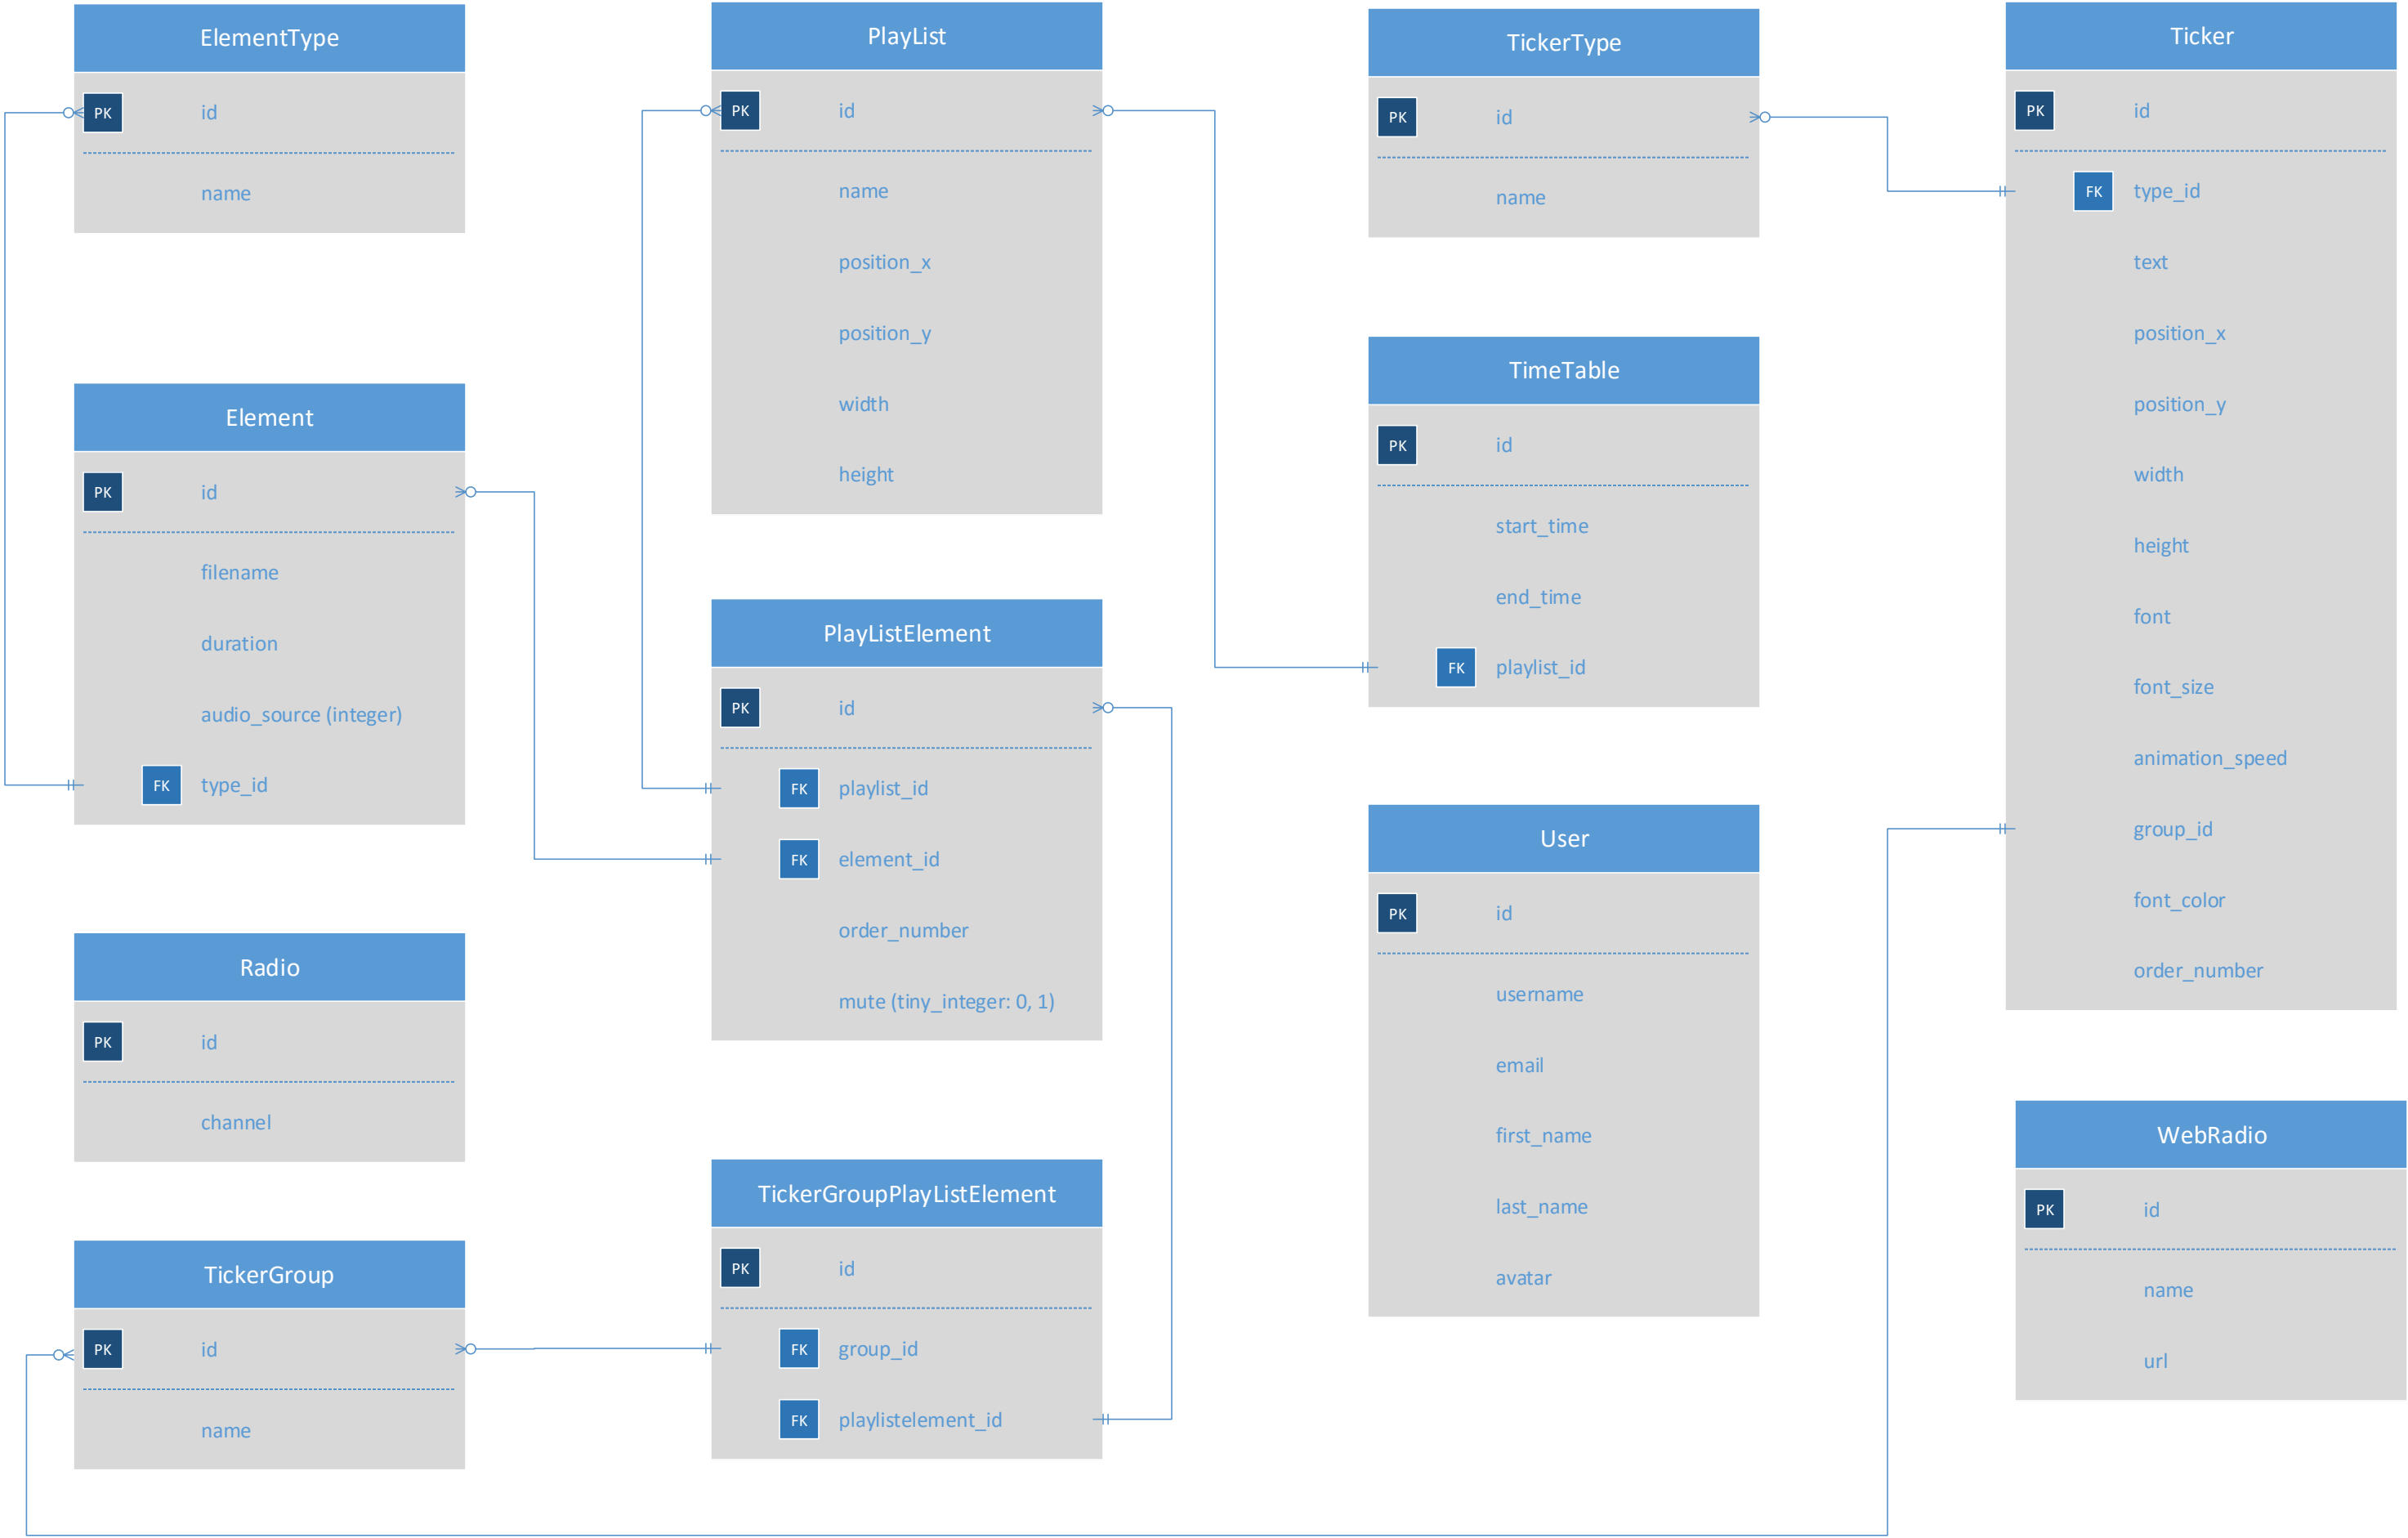 ElementType
PK id
name
Element
PK id
filename
duration
audio_source (integer)
FK type_id
Radio
PK id
channel
TickerGroup
PK id
name
PlayList
PK id
name
position_x
position_y
width
height
PlayListElement
PK id
FK playlist_id
FK element_id
order_number
mute (tiny_integer: 0, 1)
TickerGroupPlayListElement
PK id
FK group_id
FK playlistelement_id
TickerType
PK id
name
TimeTable
PK id
start_time
end_time
FK playlist_id
User
PK id
username
email
first_name
last_name
avatar
Ticker
PK id
FK type_id
text
position_x
position_y
width
height
font
font_size
animation_speed
group_id
font_color
order_number
WebRadio
PK id
name
url